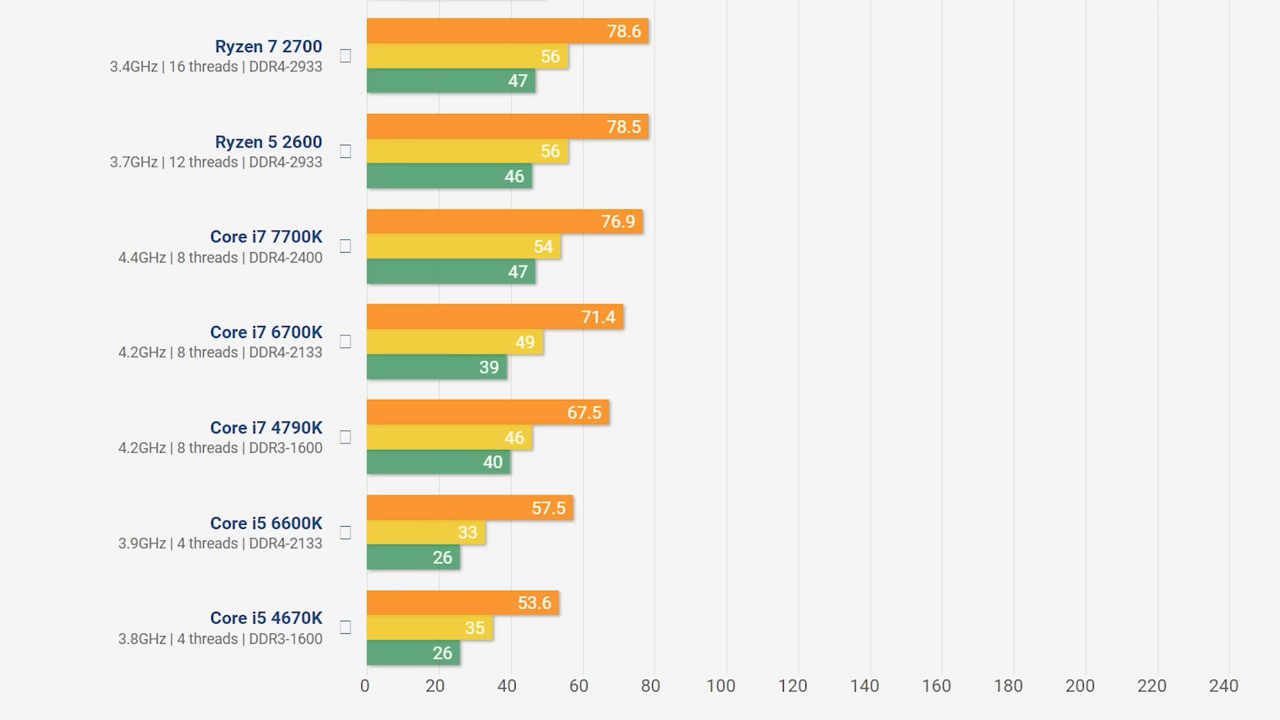 Ryzen 7 2700
3.4GHz | 16 threads | DDR4-2933
78.6
56
47
Ryzen 5 2600
3.7GHz | 12 threads | DDR4-2933
78.5
56
46
Core i7 7700K
4.4GHz | 8 threads | DDR4-2400
76.9
54
47
Core i7 6700K
4.2GHz | 8 threads | DDR4-2133
71.4
49
39
Core i7 4790K
4.2GHz | 8 threads | DDR3-1600
67.5
46
40
Core i5 6600K
3.9GHz | 4 threads | DDR4-2133
57.5
33
26
Core i5 4670K
3.8GHz | 4 threads | DDR3-1600
53.6
35
26
0 20 40 60 80 100 120 140 160 180 200 220 240